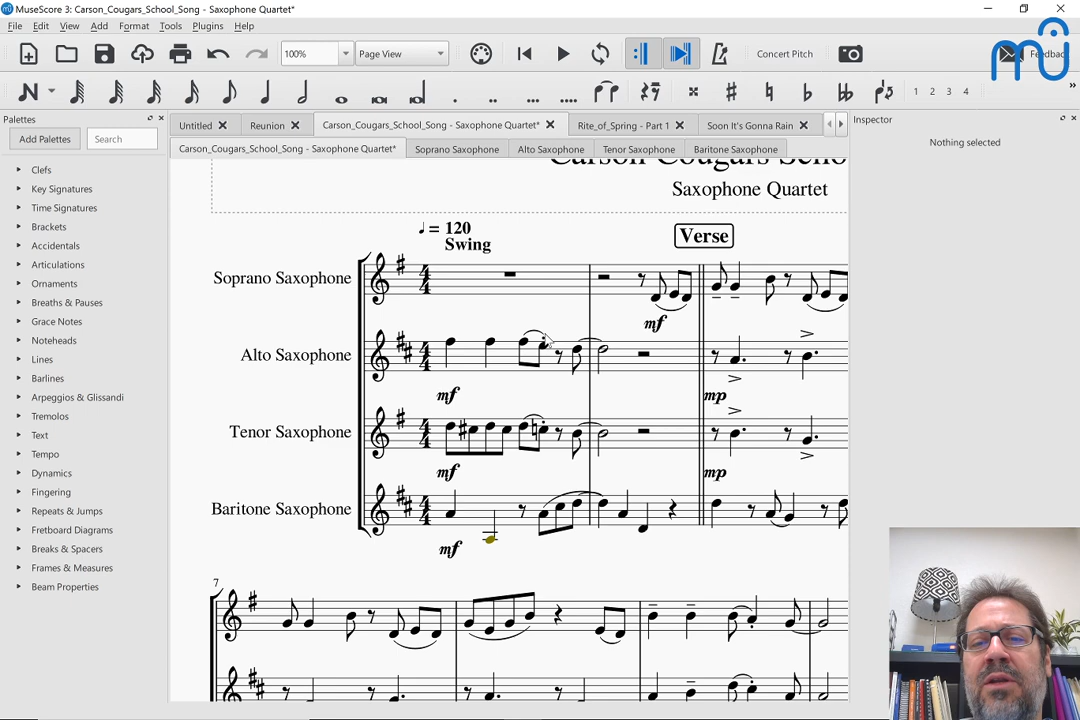 MuseScore 3: Carson_Cougars_School_Song - Saxophone Quartet*
File Edit View Add Format Tools Plugins Help
100% Page View Concert Pitch
1 2 3 4
Palettes
Add Palettes Search
Untitled Reunion Carson_Cougars_School_Song - Saxophone Quartet* Rite_of_Spring - Part 1 Soon It's Gonna Rain
Carson_Cougars_School_Song - Saxophone Quartet* Soprano Saxophone Alto Saxophone Tenor Saxophone Baritone Saxophone
Inspector
Nothing selected
Clefs
Key Signatures
Time Signatures
Brackets
Accidentals
Articulations
Ornaments
Breaths & Pauses
Grace Notes
Noteheads
Lines
Barlines
Arpeggios & Glissandi
Tremolos
Text
Tempo
Dynamics
Fingering
Repeats & Jumps
Fretboard Diagrams
Breaks & Spacers
Frames & Measures
Beam Properties
Carson Cougars
Saxophone Quartet
= 120
Swing
Verse
Soprano Saxophone
mf
Alto Saxophone
mf mp
Tenor Saxophone
mf mp
Baritone Saxophone
mf
7